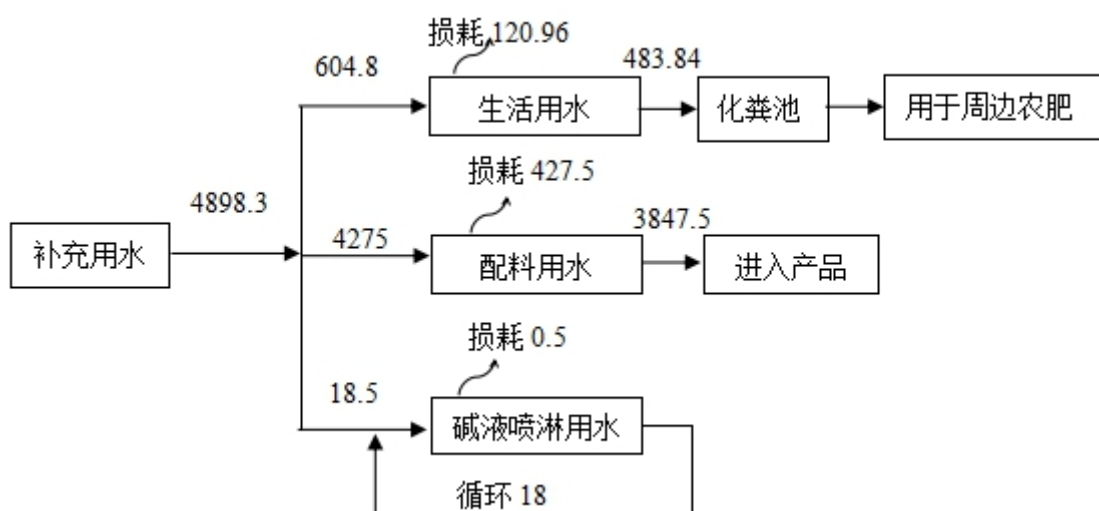 损耗 120.96
604.8
483.84
生活用水
化粪池
用于周边农肥
损耗 427.5
4898.3
4275
3847.5
补充用水
配料用水
进入产品
损耗 0.5
18.5
碱液喷淋用水
循环 18